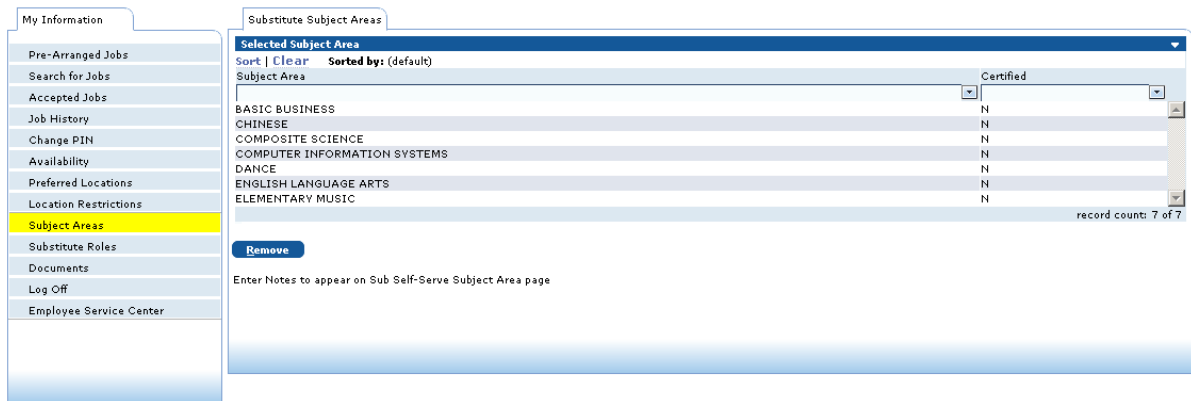 My Information
Pre-Arranged Jobs
Search for Jobs
Accepted Jobs
Job History
Change PIN
Availability
Preferred Locations
Location Restrictions
Subject Areas
Substitute Roles
Documents
Log Off
Employee Service Center
Substitute Subject Areas
Selected Subject Area
Sort | Clear Sorted by: (default)
Subject Area Certified
BASIC BUSINESS N
CHINESE N
COMPOSITE SCIENCE N
COMPUTER INFORMATION SYSTEMS N
DANCE N
ENGLISH LANGUAGE ARTS N
ELEMENTARY MUSIC N
record count: 7 of 7
Remove
Enter Notes to appear on Sub Self-Serve Subject Area page